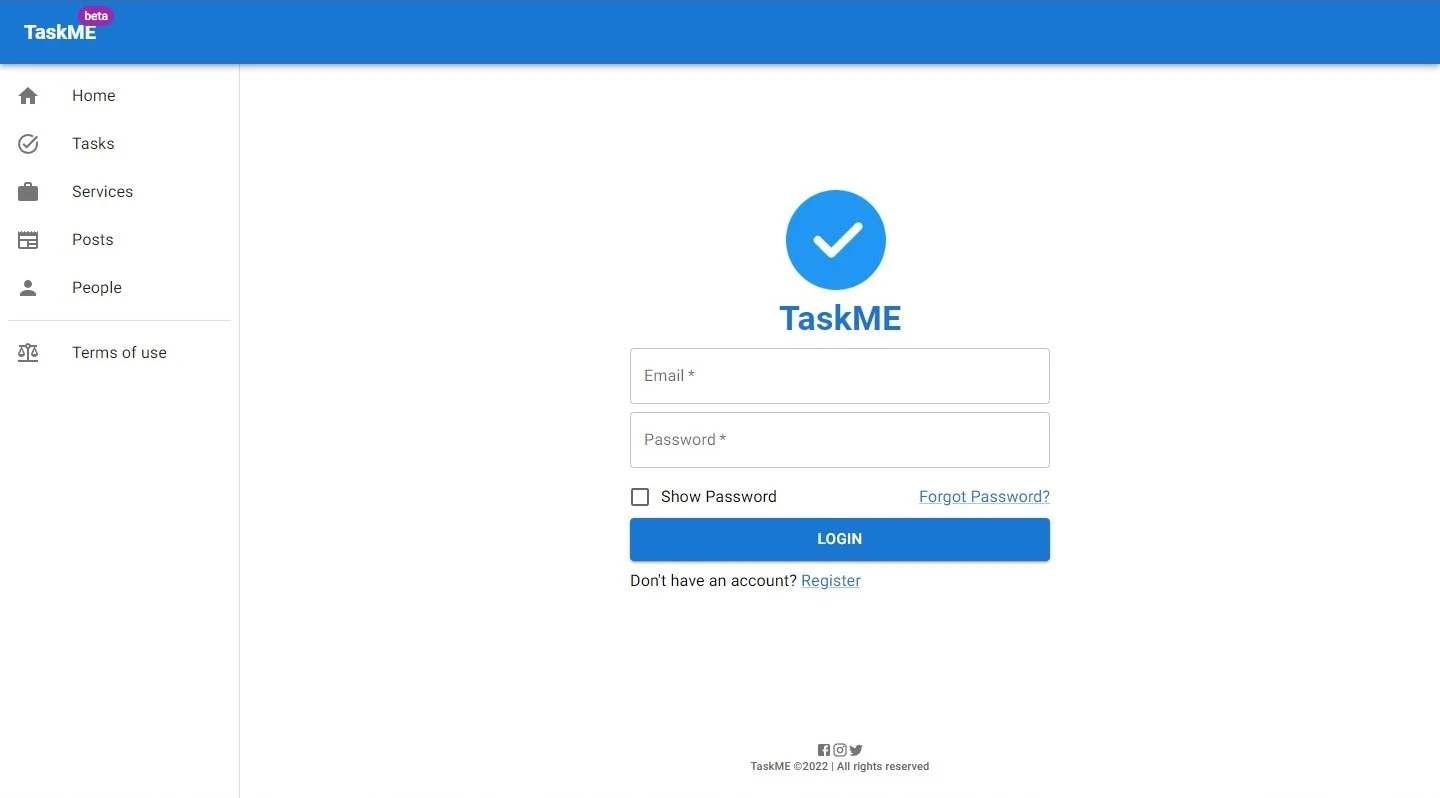 beta
TaskME
Home
Tasks
Services
Posts
People
Terms of use
TaskME
Email *
Password *
Show Password Forgot Password?
LOGIN
Don't have an account? Register
TaskME ©2022 | All rights reserved